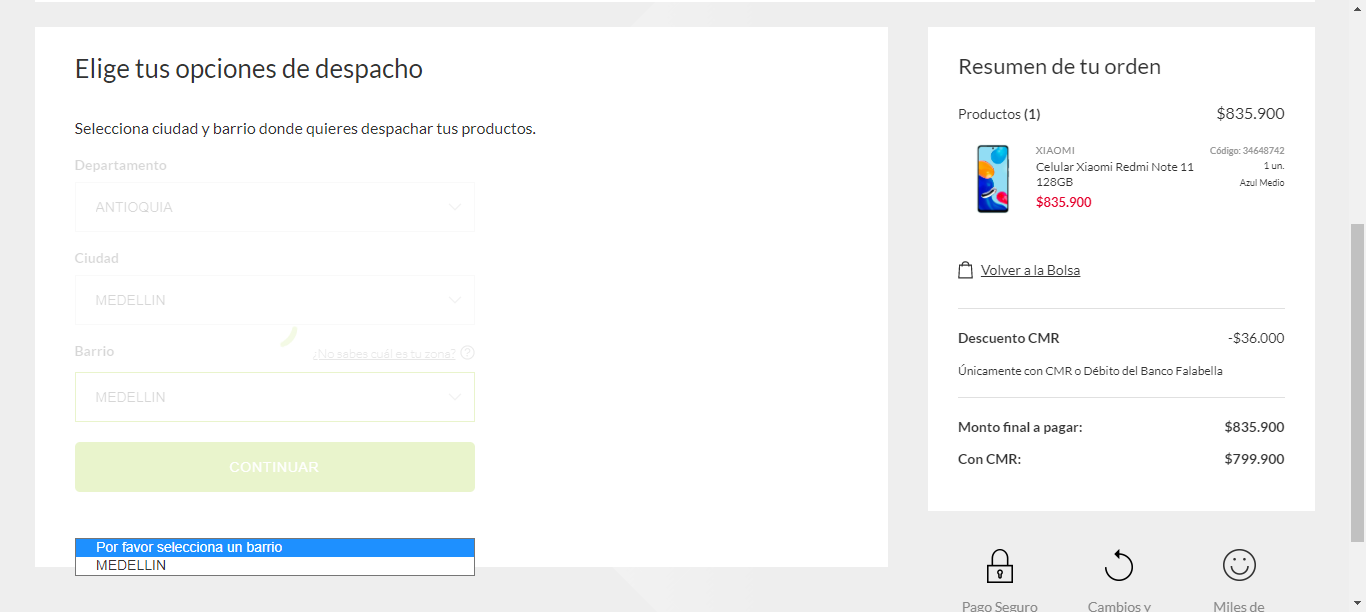 Elige tus opciones de despacho
Selecciona ciudad y barrio donde quieres despachar tus productos.
Departamento
ANTIOQUIA
Ciudad
MEDELLIN
Barrio
¿No sabes cuál es tu zona?
MEDELLIN
CONTINUAR
Por favor selecciona un barrio
MEDELLIN
Resumen de tu orden
Productos (1) $835.900
XIAOMI Código: 34648742
Celular Xiaomi Redmi Note 11 1 un.
128GB Azul Medio
$835.900
Volver a la Bolsa
Descuento CMR -$36.000
Únicamente con CMR o Débito del Banco Falabella
Monto final a pagar: $835.900
Con CMR: $799.900
Pago Seguro Cambios y Miles de